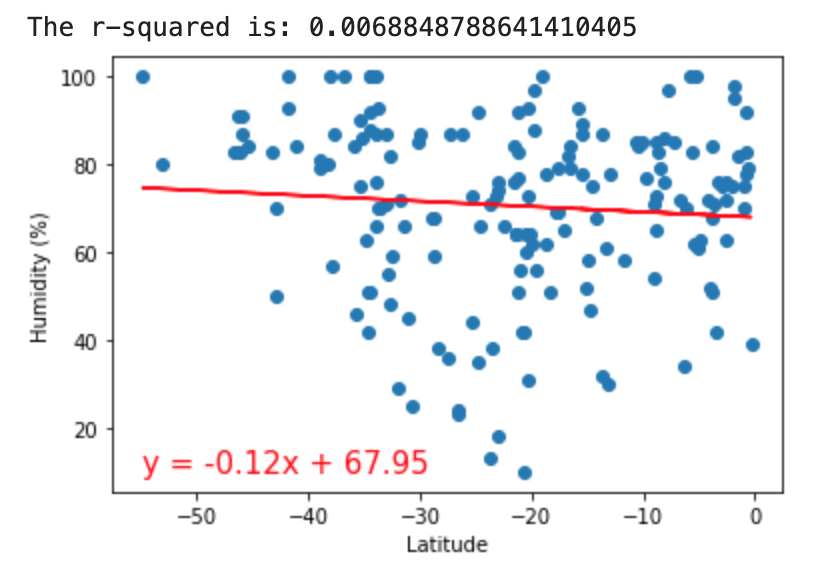 The r-squared is: 0.0068848788641410405
100
80
60
40
20
Humidity (%)
y = -0.12x + 67.95
−50 −40 −30 −20 −10 0
Latitude